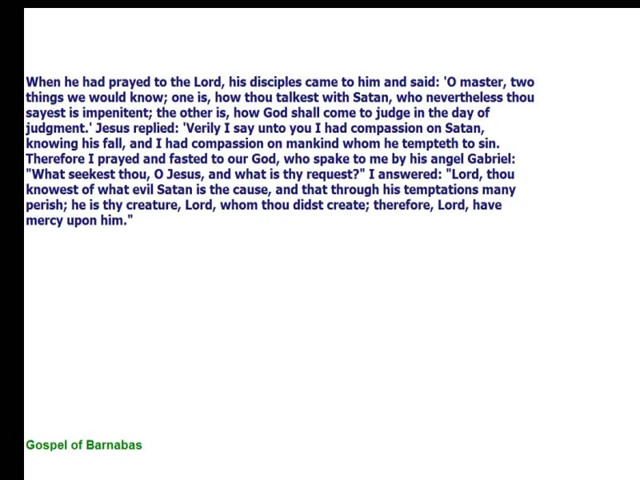 When he had prayed to the Lord, his disciples came to him and said: 'O master, two
things we would know; one is, how thou talkest with Satan, who nevertheless thou
sayest is impenitent; the other is, how God shall come to judge in the day of
judgment.' Jesus replied: 'Verily I say unto you I had compassion on Satan,
knowing his fall, and I had compassion on mankind whom he tempteth to sin.
Therefore I prayed and fasted to our God, who spake to me by his angel Gabriel:
"What seekest thou, O Jesus, and what is thy request?" I answered: "Lord, thou
knowest of what evil Satan is the cause, and that through his temptations many
perish; he is thy creature, Lord, whom thou didst create; therefore, Lord, have
mercy upon him."
Gospel of Barnabas